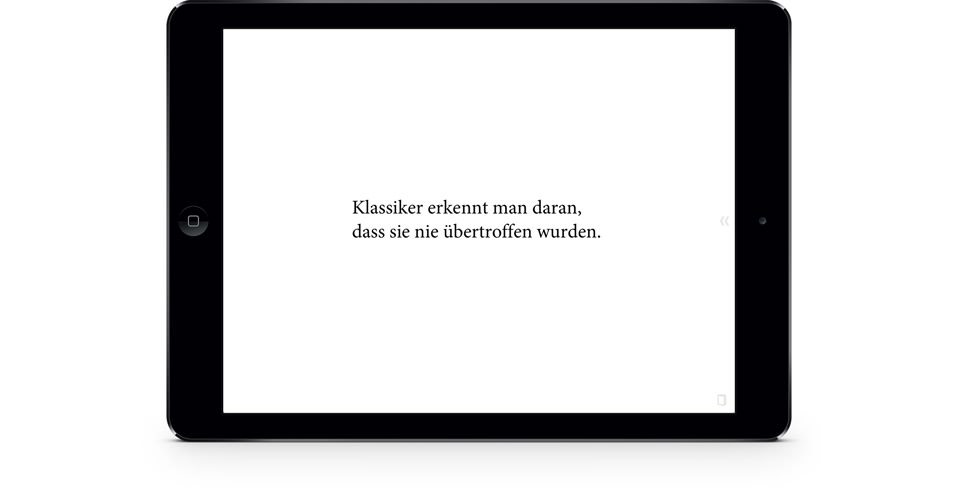 Klassiker erkennt man daran,
dass sie nie übertroffen wurden.